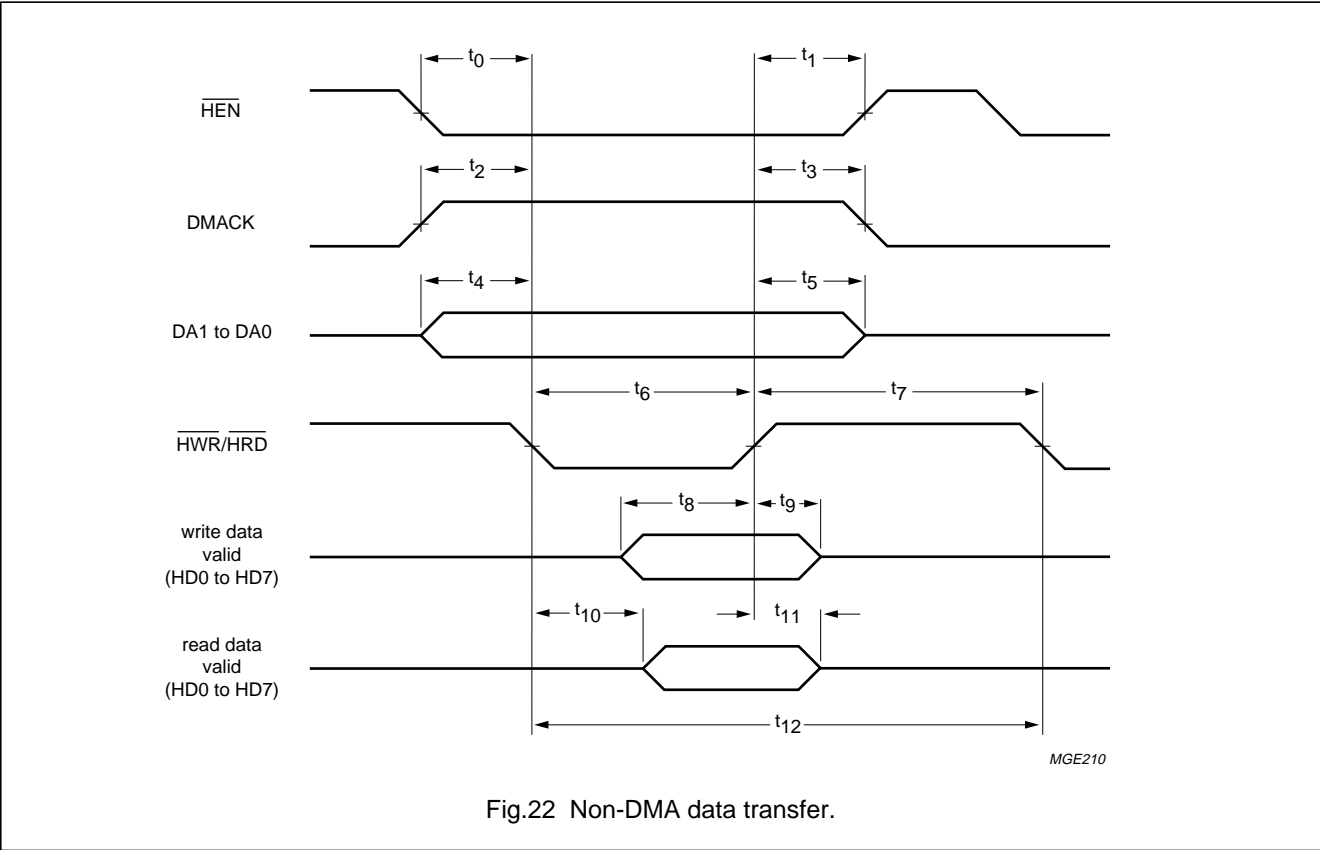 t0
t1
HEN
t2
t3
DMACK
t4
t5
DA1 to DA0
t6
t7
HWR/HRD
t8
t9
write data
valid
(HD0 to HD7)
t10
t11
read data
valid
(HD0 to HD7)
t12
MGE210
Fig.22 Non-DMA data transfer.